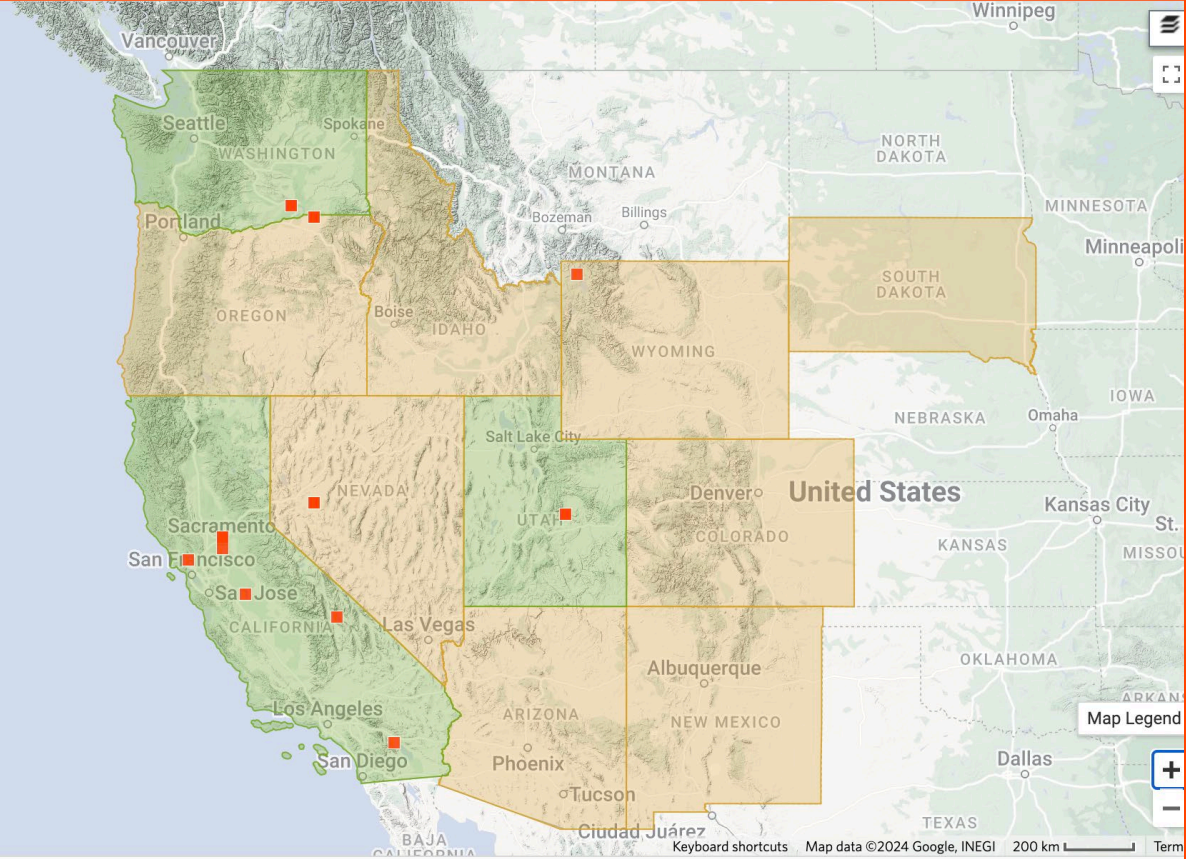 Winnipeg
Vancouver
Seattle
Spokane
WASHINGTON
NORTH
DAKOTA
MONTANA
MINNESOTA
Portland
Bozeman
Billings
Minneapoli
SOUTH
DAKOTA
OREGON
Boise
IDAHO
WYOMING
IOWA
NEBRASKA
Omaha
Salt Lake City
NEVADA
Denver
United States
Kansas City
UTAH
COLORADO
St.
Sacramento
San Francisco
KANSAS
MISSOU
San Jose
CALIFORNIA
Las Vegas
OKLAHOMA
Albuquerque
ARKAN
Los Angeles
ARIZONA
NEW MEXICO
Map Legend
San Diego
Phoenix
Dallas
+
Tucson
−
TEXAS
Ciudad Juárez
BAJA
CALIFORNIA
Keyboard shortcuts Map data ©2024 Google, INEGI 200 km Term